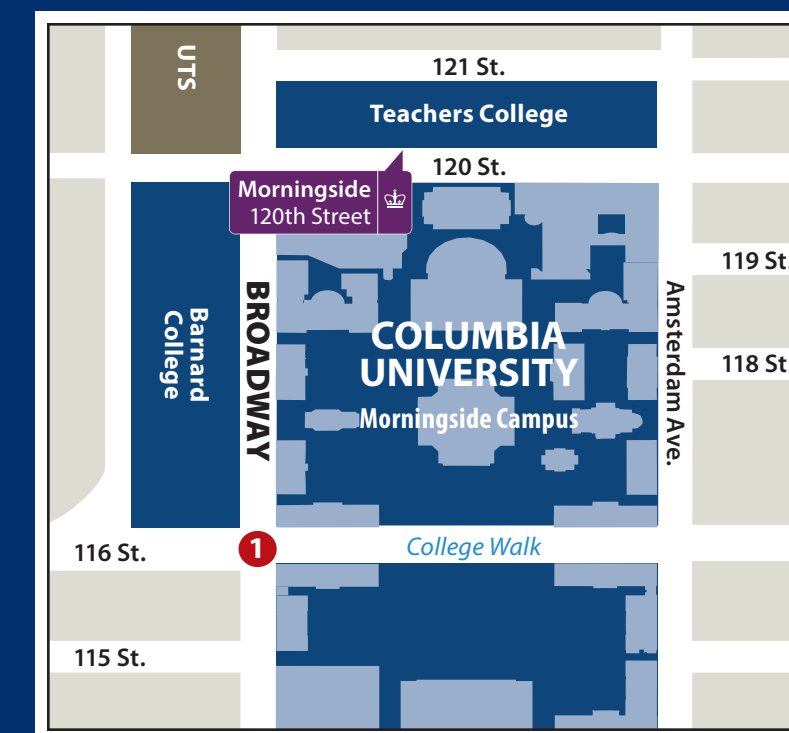 UTS
121 St.
Teachers College
120 St.
Morningside
120th Street
119 St.
Barnard
College
BROADWAY
COLUMBIA
UNIVERSITY
Morningside Campus
Amsterdam Ave.
118 St.
116 St.
1
College Walk
115 St.